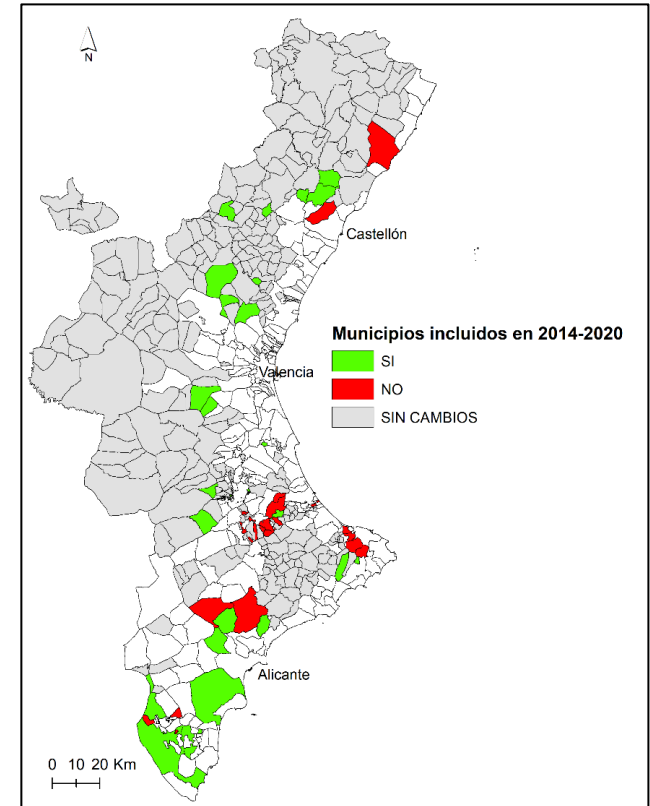 N
Castellón
Municipios incluidos en 2014-2020
SI
Valencia
NO
SIN CAMBIOS
Alicante
0 10 20 Km